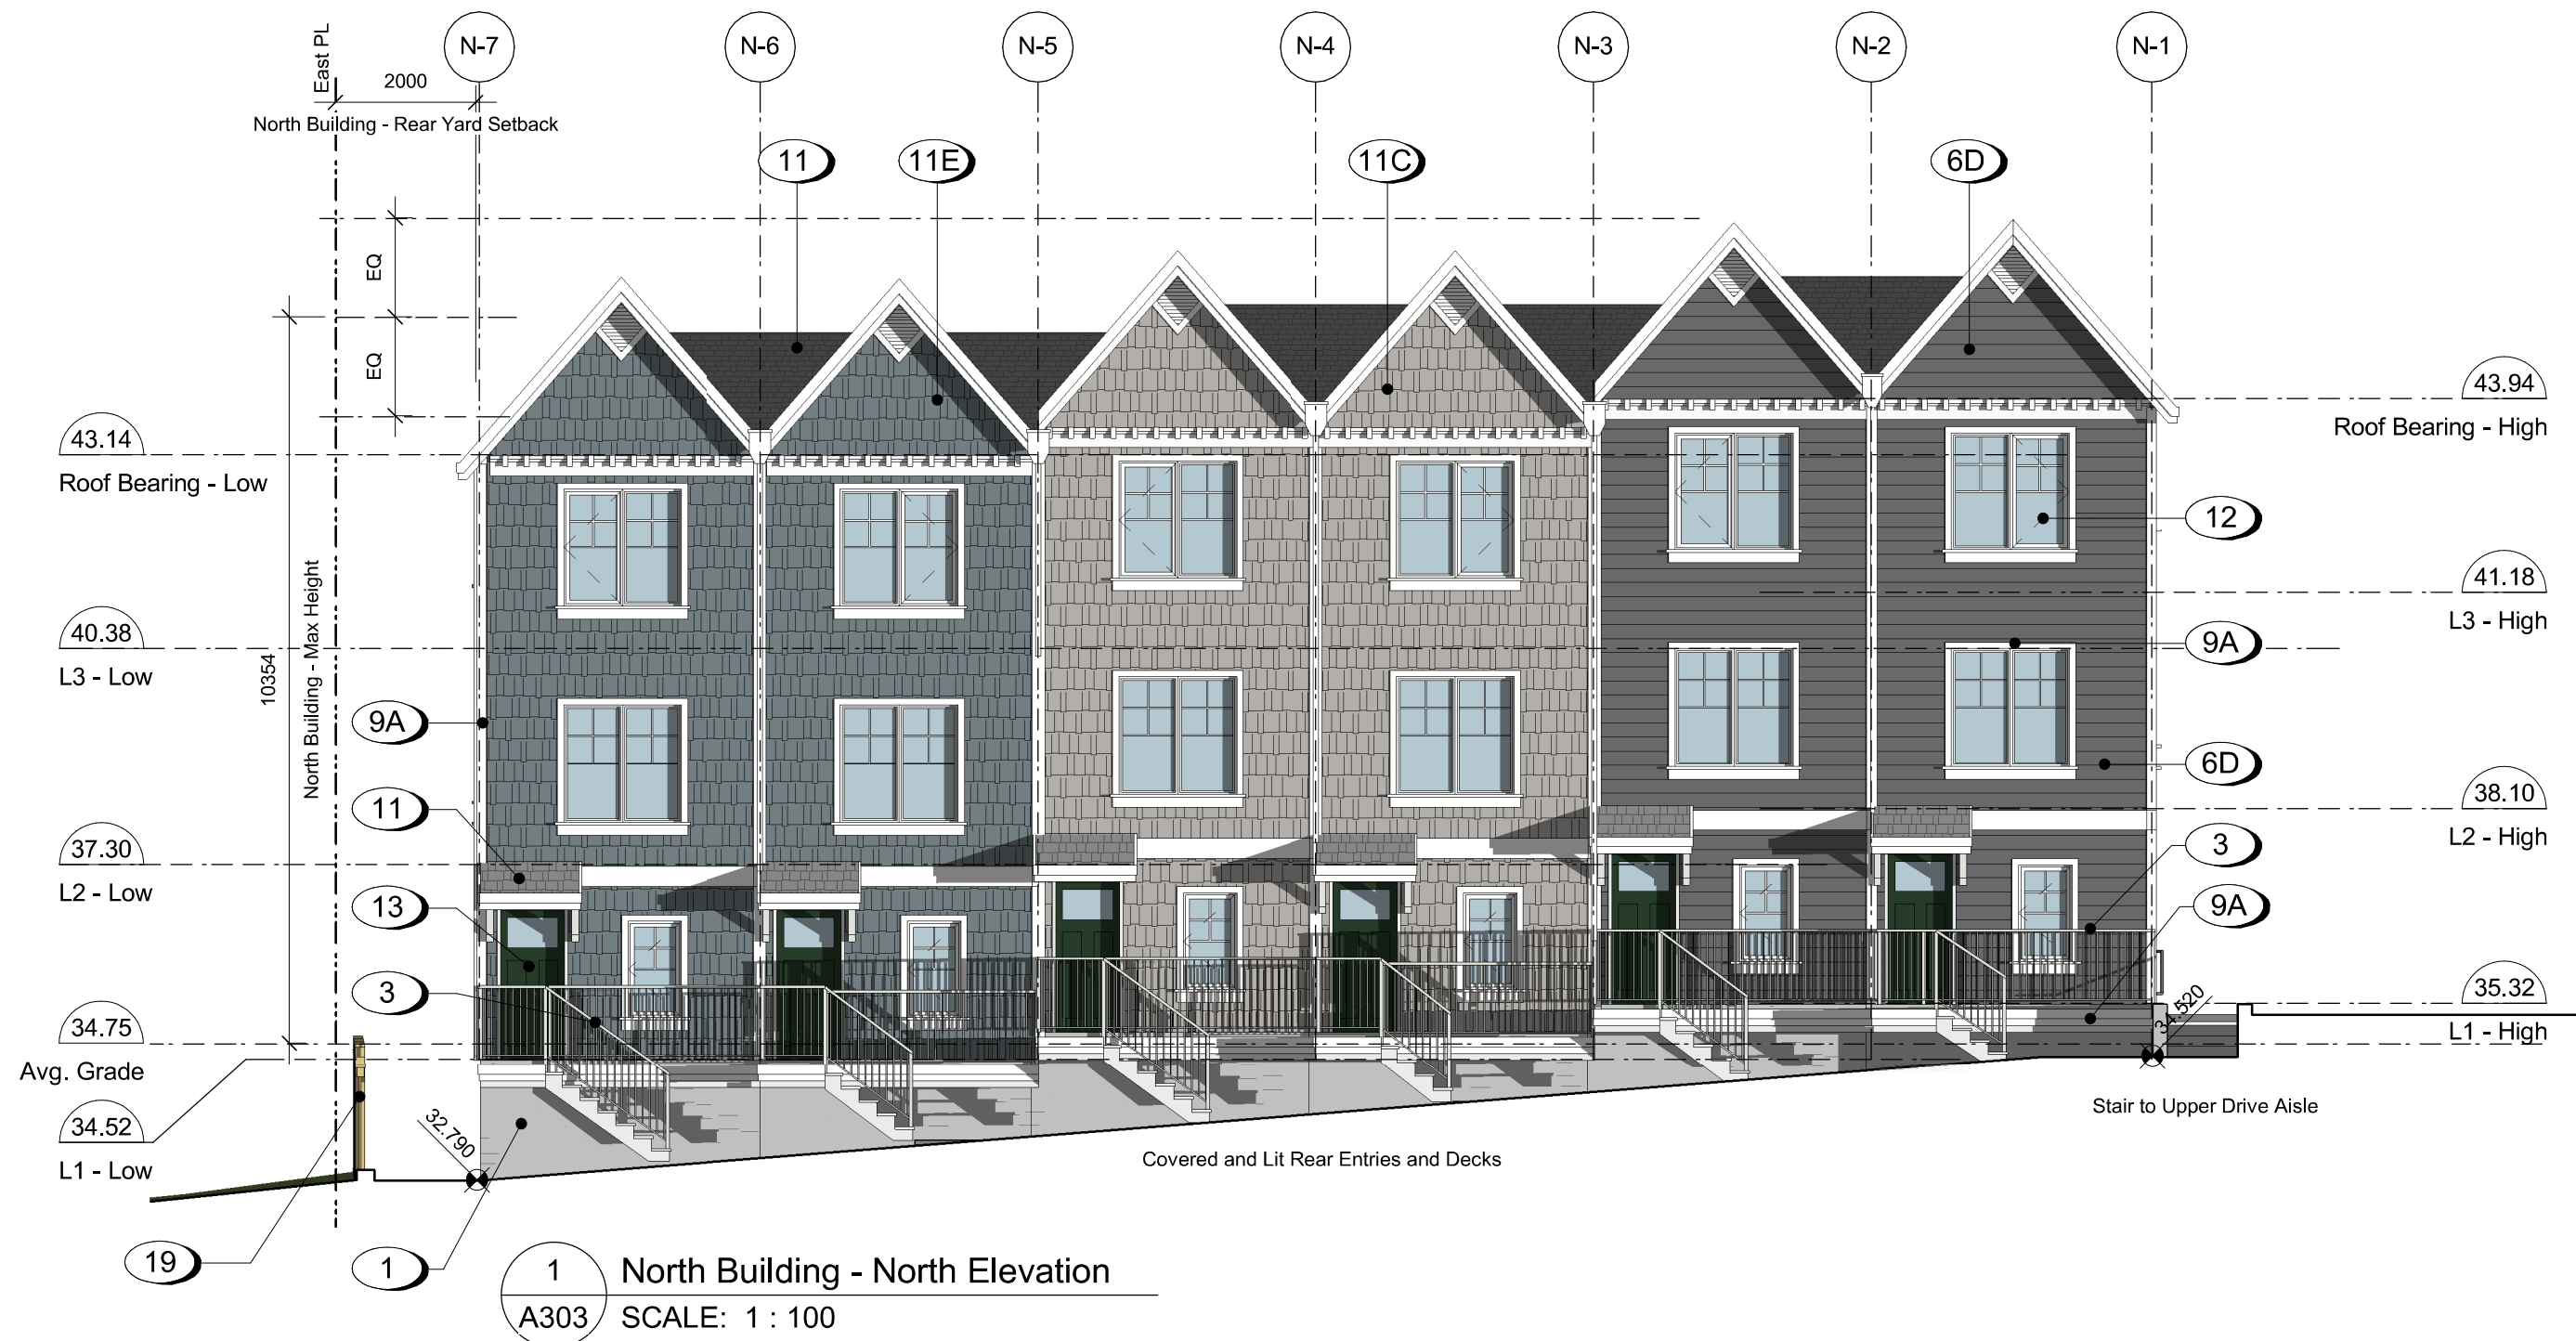 N-7
N-6
N-5
N-4
N-3
N-2
N-1
East PL
2000
North Building - Rear Yard Setback
11
11E
11C
6D
EQ
EQ
43.14
Roof Bearing - Low
43.94
Roof Bearing - High
12
41.18
L3 - High
40.38
L3 - Low
10354
North Building - Max Height
9A
9A
6D
11
38.10
L2 - High
37.30
L2 - Low
3
13
9A
3
35.32
L1 - High
34.520
34.75
Avg. Grade
34.52
L1 - Low
32.790
Stair to Upper Drive Aisle
Covered and Lit Rear Entries and Decks
19
1
1
North Building - North Elevation
A303
SCALE: 1 : 100